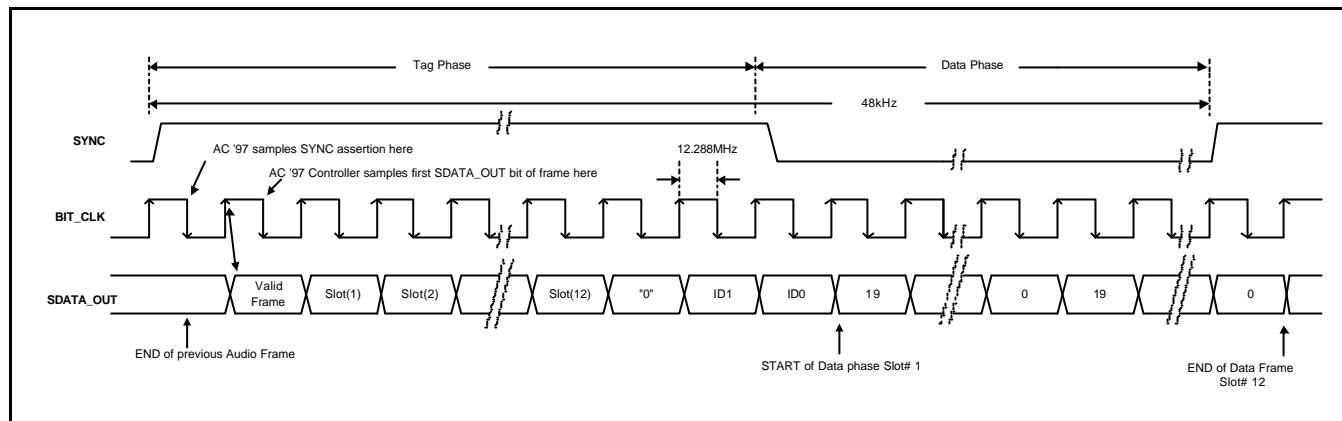 Tag Phase Data Phase
48kHz
SYNC
AC '97 samples SYNC assertion here
12.288MHz
AC '97 Controller samples first SDATA_OUT bit of frame here
BIT_CLK
SDATA_OUT
Valid Frame Slot(1) Slot(2) Slot(12) "0" ID1 ID0 19 0 19 0
END of previous Audio Frame
START of Data phase Slot# 1
END of Data Frame
Slot# 12